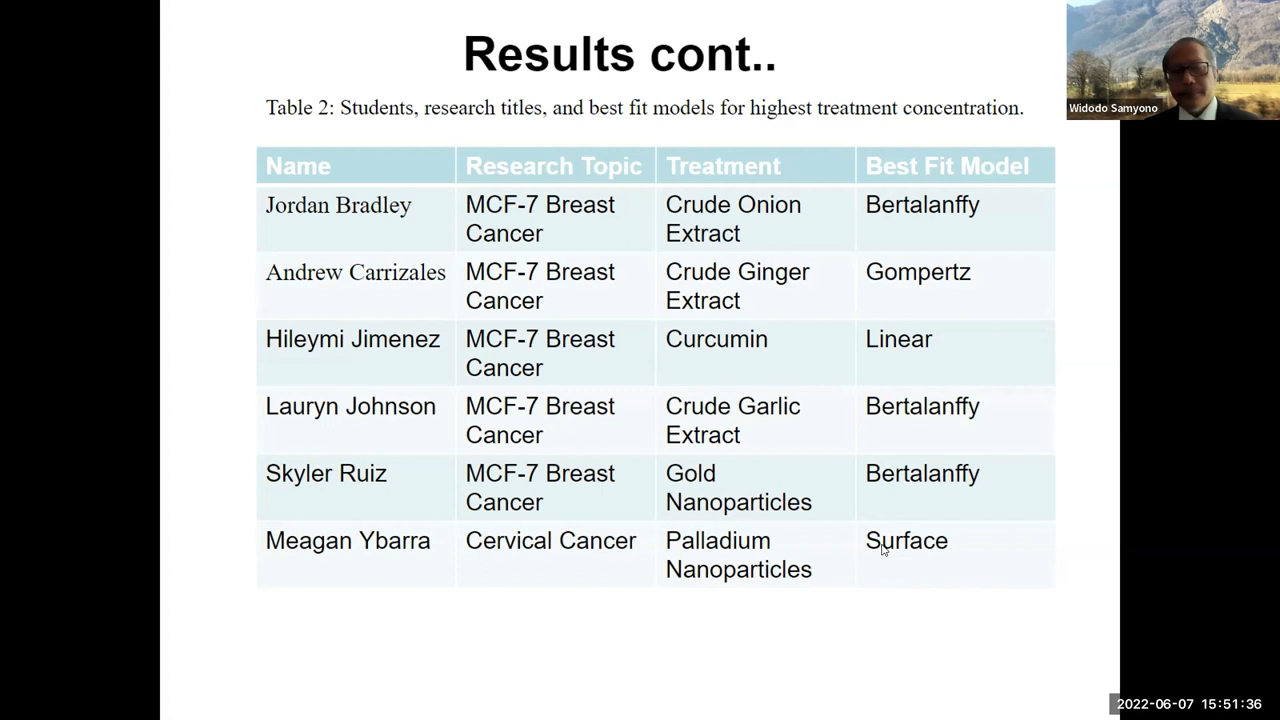 Results cont..
Widodo Samyono
Table 2: Students, research titles, and best fit models for highest treatment concentration.
Name Research Topic Treatment Best Fit Model
Jordan Bradley MCF-7 Breast Crude Onion Bertalanffy
Cancer Extract
Andrew Carrizales MCF-7 Breast Crude Ginger Gompertz
Cancer Extract
Hileymi Jimenez MCF-7 Breast Curcumin Linear
Cancer
Lauryn Johnson MCF-7 Breast Crude Garlic Bertalanffy
Cancer Extract
Skyler Ruiz MCF-7 Breast Gold Bertalanffy
Cancer Nanoparticles
Meagan Ybarra Cervical Cancer Palladium Surface
Nanoparticles
2022-06-07 15:51:36